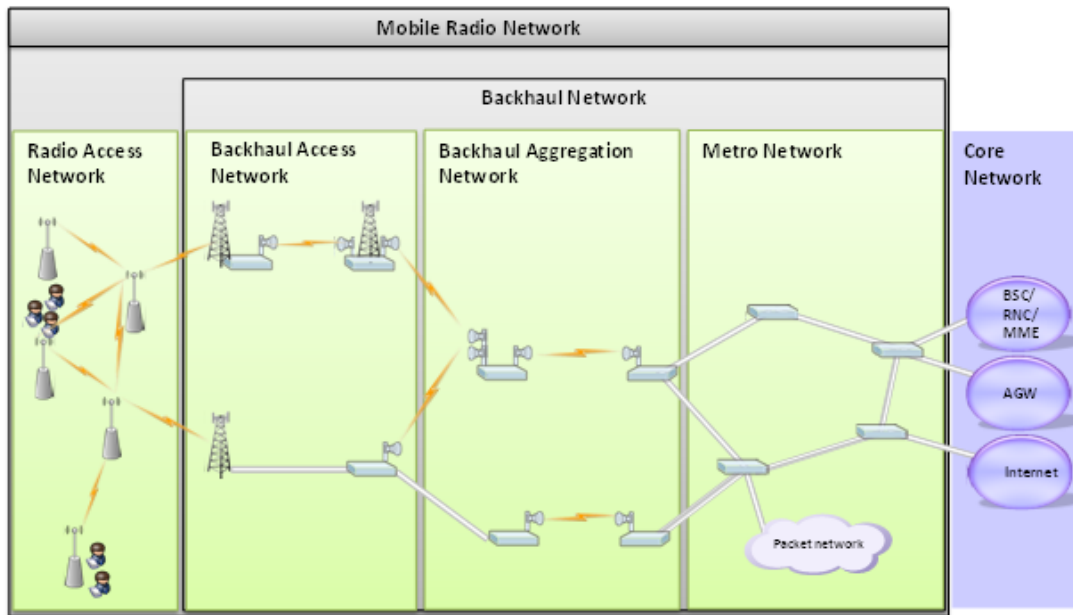 Mobile Radio Network
Backhaul Network
Radio Access
Network
Backhaul Access
Network
Backhaul Aggregation
Network
Metro Network
Core
Network
BSC/
RNC/
MME
AGW
Internet
Packet network